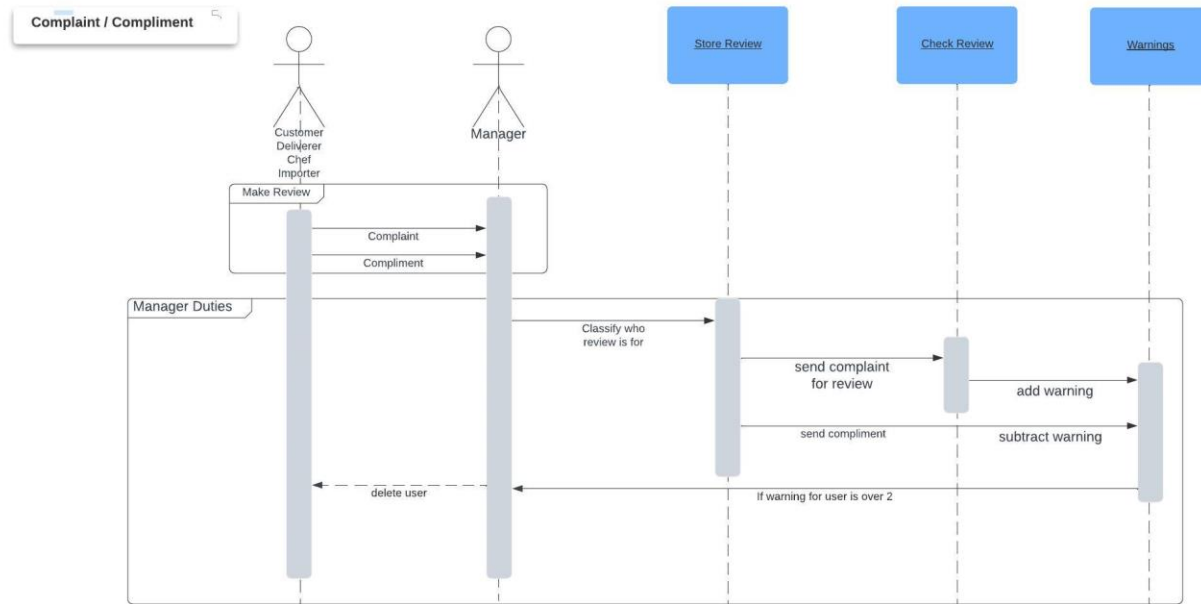 Complaint / Compliment
Store Review
Check Review
Warnings
Customer
Deliverer
Chef
Importer
Manager
Make Review
Complaint
Compliment
Manager Duties
Classify who
review is for
send complaint
for review
add warning
send compliment
subtract warning
delete user
If warning for user is over 2